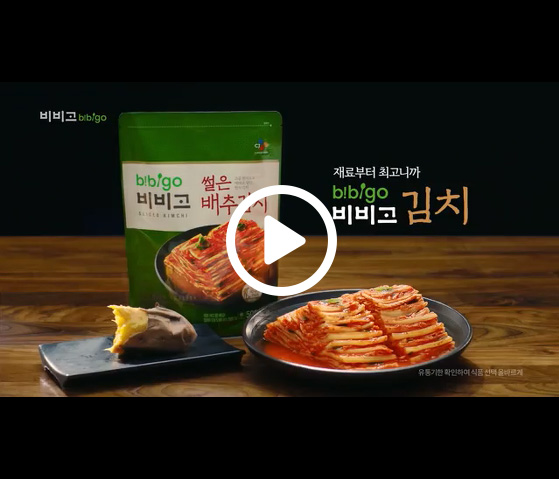 비비고 bibigo
CJ
bibigo
비비고
썰은
배추김치
SLICED KIMCHI
재료부터 최고니까
bibigo
비비고 김치
유통기한 확인하여 식품 선택 올바르게